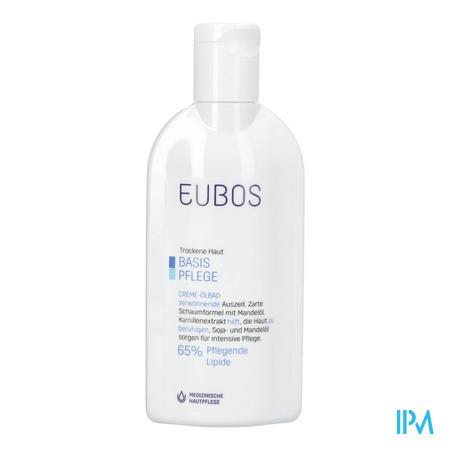 EUBOS
Trockene Haut
BASIS
PFLEGE
CREME-ÖLBAD
Verwöhnende Auszeit. Zarte
Schaumformel mit Mandelöl.
Kamillenextrakt hilft, die Haut zu
beruhigen, Soja- und Mandelöl
sorgen für intensive Pflege.
65% Pflegende
Lipide
MEDIZINISCHE
HAUTPFLEGE
IPM